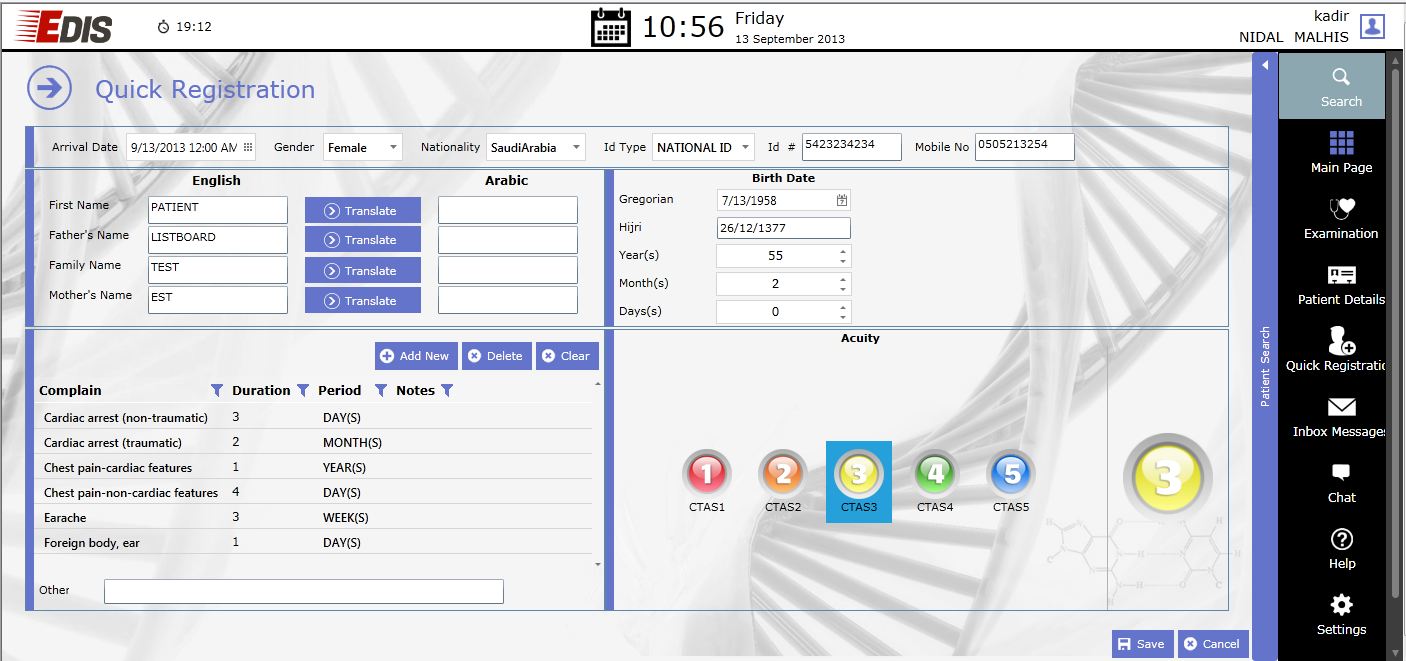 EDIS 19:12 10:56 Friday kadir
13 September 2013 NIDAL MALHIS
Quick Registration
Arrival Date 9/13/2013 12:00 AM Gender Female Nationality SaudiArabia Id Type NATIONAL ID Id # 5423234234 Mobile No 0505213254
English Arabic
First Name PATIENT Translate
Father's Name LISTBOARD Translate
Family Name TEST Translate
Mother's Name EST Translate
Birth Date
Gregorian 7/13/1958
Hijri 26/12/1377
Year(s) 55
Month(s) 2
Days(s) 0
Add New Delete Clear
Complain Duration Period Notes
Cardiac arrest (non-traumatic) 3 DAY(S)
Cardiac arrest (traumatic) 2 MONTH(S)
Chest pain-cardiac features 1 YEAR(S)
Chest pain-non-cardiac features 4 DAY(S)
Earache 3 WEEK(S)
Foreign body, ear 1 DAY(S)
Other
Acuity
1 2 3 4 5 3
CTAS1 CTAS2 CTAS3 CTAS4 CTAS5
Save Cancel
Patient Search
Search
Main Page
Examination
Patient Details
Quick Registratio
Inbox Messages
Chat
Help
Settings